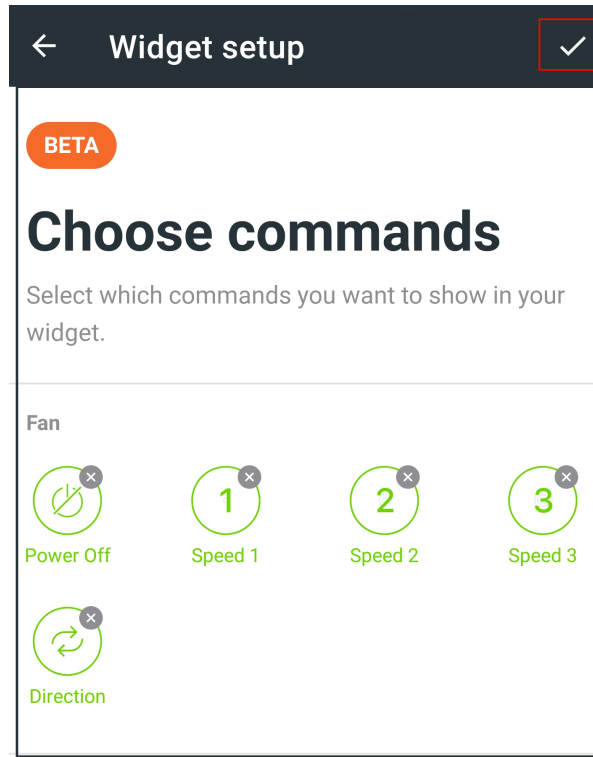 Widget setup
BETA
Choose commands
Select which commands you want to show in your
widget.
Fan
1 2 3
Power Off Speed 1 Speed 2 Speed 3
Direction